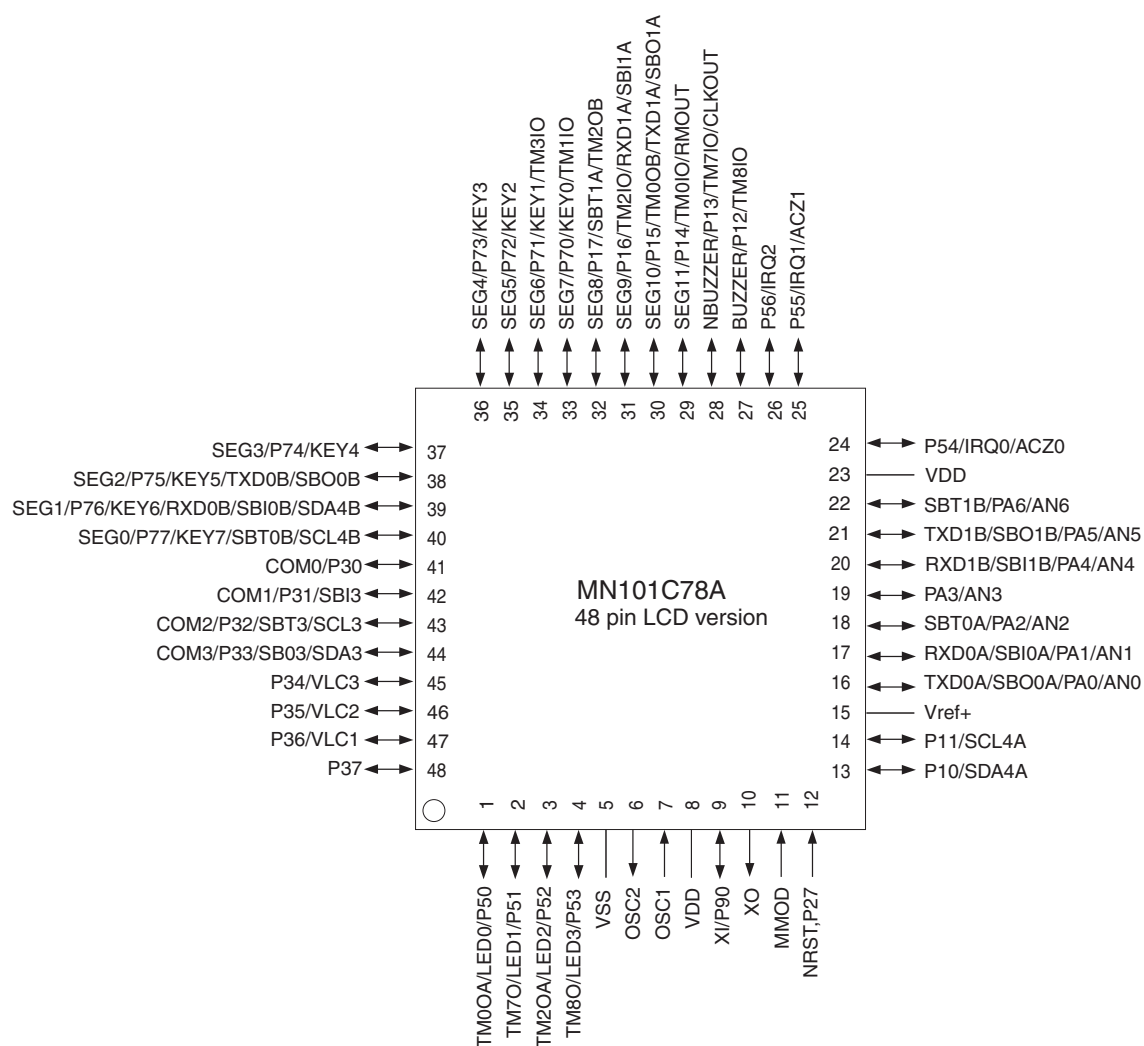 SEG4/P73/KEY3
SEG5/P72/KEY2
SEG6/P71/KEY1/TM3IO
SEG7/P70/KEY0/TM1IO
SEG8/P17/SBT1A/TM2OB
SEG9/P16/TM2IO/RXD1A/SBI1A
SEG10/P15/TM0OB/TXD1A/SBO1A
SEG11/P14/TM0IO/RMOUT
NBUZZER/P13/TM7IO/CLKOUT
BUZZER/P12/TM8IO
P56/IRQ2
P55/IRQ1/ACZ1
36
35
34
33
32
31
30
29
28
27
26
25
SEG3/P74/KEY4 37
SEG2/P75/KEY5/TXD0B/SBO0B 38
SEG1/P76/KEY6/RXD0B/SBI0B/SDA4B 39
SEG0/P77/KEY7/SBT0B/SCL4B 40
COM0/P30 41
COM1/P31/SBI3 42
COM2/P32/SBT3/SCL3 43
COM3/P33/SB03/SDA3 44
P34/VLC3 45
P35/VLC2 46
P36/VLC1 47
P37 48
MN101C78A
48 pin LCD version
24 P54/IRQ0/ACZ0
23 VDD
22 SBT1B/PA6/AN6
21 TXD1B/SBO1B/PA5/AN5
20 RXD1B/SBI1B/PA4/AN4
19 PA3/AN3
18 SBT0A/PA2/AN2
17 RXD0A/SBI0A/PA1/AN1
16 TXD0A/SBO0A/PA0/AN0
15 Vref+
14 P11/SCL4A
13 P10/SDA4A
1
2
3
4
5
6
7
8
9
10
11
12
TM0OA/LED0/P50
TM7O/LED1/P51
TM2OA/LED2/P52
TM8O/LED3/P53
VSS
OSC2
OSC1
VDD
XI/P90
XO
MMOD
NRST,P27